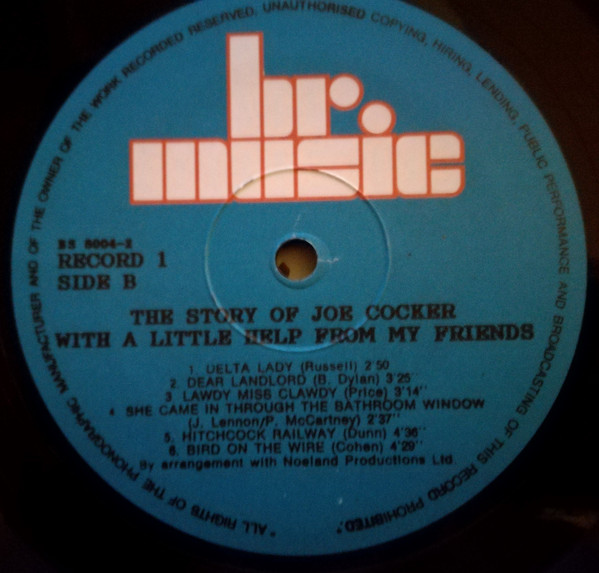 br.
music
BS 8004-2
RECORD 1
SIDE B
THE STORY OF JOE COCKER
WITH A LITTLE HELP FROM MY FRIENDS
1. DELTA LADY (Russell) 2'50
2. DEAR LANDLORD (B. Dylan) 3'25''
3. LAWDY MISS CLAWDY (Price) 3'14''
4. SHE CAME IN THROUGH THE BATHROOM WINDOW
(J. Lennon/P. McCartney) 2'37''
5. HITCHCOCK RAILWAY (Dunn) 4'36''
6. BIRD ON THE WIRE (Cohen) 4'29''
By arrangement with Noeland Productions Ltd.
"ALL RIGHTS OF THE PHONOGRAPHIC MANUFACTURER AND OF THE OWNER OF THE WORK RECORDED RESERVED. UNAUTHORISED COPYING, HIRING, LENDING, PUBLIC PERFORMANCE AND BROADCASTING OF THIS RECORD PROHIBITED."